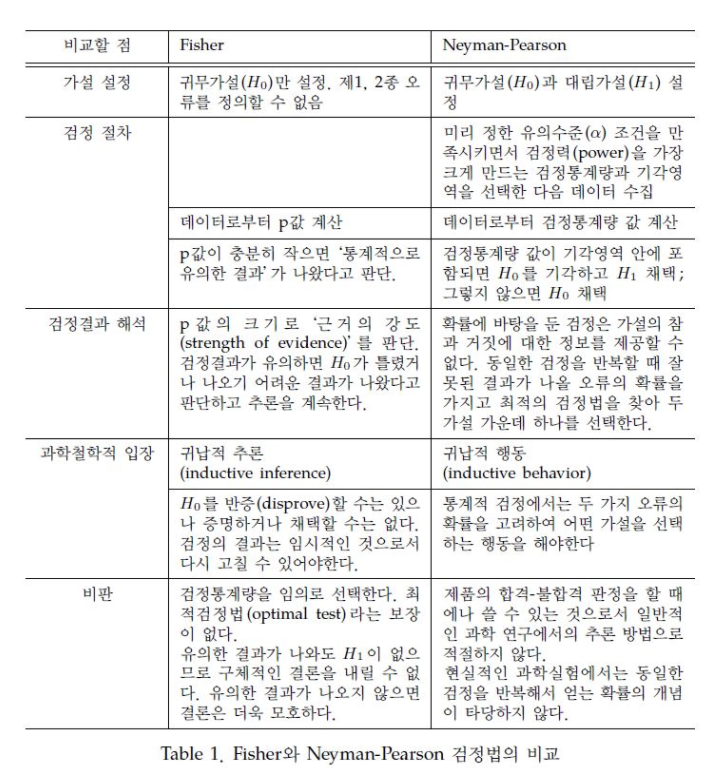 비교할 점 Fisher Neyman-Pearson
가설 설정 귀무가설(H₀)만 설정. 제1, 2종 오 귀무가설(H₀)과 대립가설(H₁) 설
류를 정의할 수 없음 정
검정 절차 미리 정한 유의수준(α) 조건을 만
족시키면서 검정력(power)을 가장
크게 만드는 검정통계량과 기각영
역을 선택한 다음 데이터 수집
데이터로부터 p값 계산 데이터로부터 검정통계량 값 계산
p값이 충분히 작으면 ‘통계적으로 검정통계량 값이 기각영역 안에 포
유의한 결과’가 나왔다고 판단. 함되면 H₀를 기각하고 H₁ 채택;
그렇지 않으면 H₀ 채택
검정결과 해석 p 값의 크기로 ‘근거의 강도 확률에 바탕을 둔 검정은 가설의 참
(strength of evidence)’를 판단. 과 거짓에 대한 정보를 제공할 수
검정결과가 유의하면 H₀가 틀렸거 없다. 동일한 검정을 반복할 때 잘
나 나오기 어려운 결과가 나왔다고 못된 결과가 나올 오류의 확률을
판단하고 추론을 계속한다. 가지고 최적의 검정법을 찾아 두
가설 가운데 하나를 선택한다.
과학철학적 입장 귀납적 추론 귀납적 행동
(inductive inference) (inductive behavior)
H₀를 반증(disprove)할 수는 있으 통계적 검정에서는 두 가지 오류의
나 증명하거나 채택할 수는 없다. 확률을 고려하여 어떤 가설을 선택
검정의 결과는 임시적인 것으로서 하는 행동을 해야한다
다시 고칠 수 있어야한다.
비판 검정통계량을 임의로 선택한다. 최 제품의 합격-불합격 판정을 할 때
적검정법(optimal test)라는 보장 에나 쓸 수 있는 것으로서 일반적
이 없다. 인 과학 연구에서의 추론 방법으로
유의한 결과가 나와도 H₁이 없으 적절하지 않다.
므로 구체적인 결론을 내릴 수 없 현실적인 과학실험에서는 동일한
다. 유의한 결과가 나오지 않으면 검정을 반복해서 얻는 확률의 개념
결론은 더욱 모호하다. 이 타당하지 않다.
Table 1. Fisher와 Neyman-Pearson 검정법의 비교